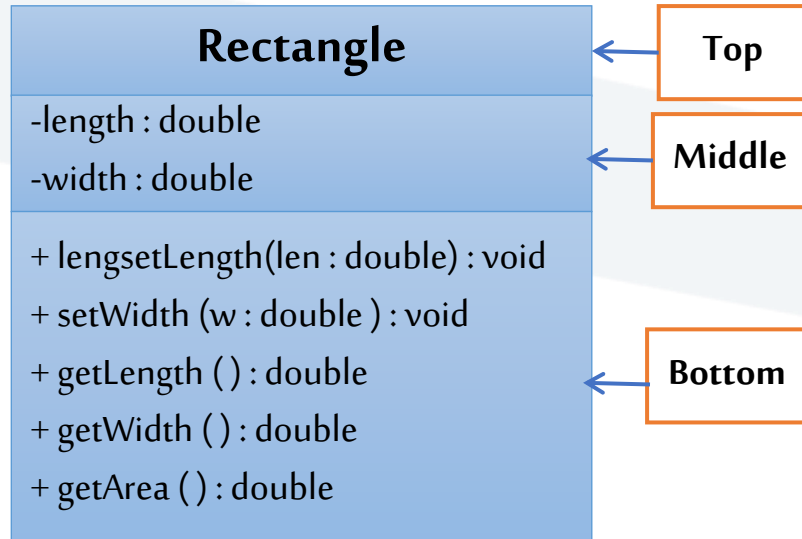 Rectangle
Top
-length : double
-width : double
Middle
+ lengsetLength(len : double) : void
+ setWidth (w : double ) : void
+ getLength ( ) : double
+ getWidth ( ) : double
+ getArea ( ) : double
Bottom